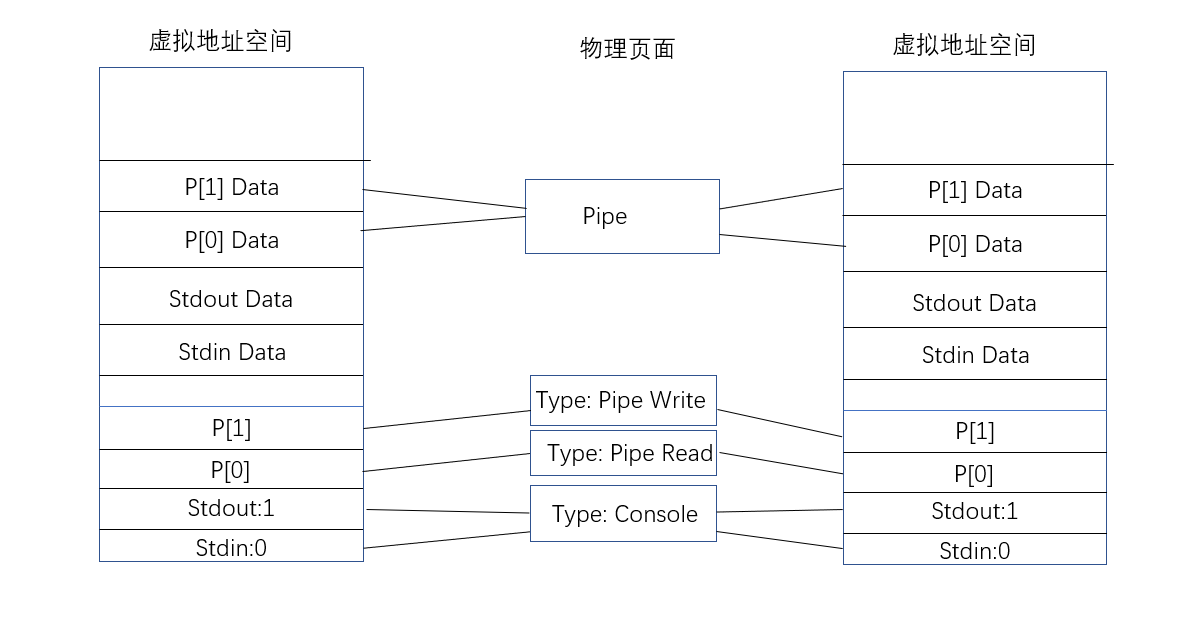 虚拟地址空间
物理页面
虚拟地址空间
P[1] Data
P[0] Data
Stdout Data
Stdin Data
P[1]
P[0]
Stdout:1
Stdin:0
Pipe
Type: Pipe Write
Type: Pipe Read
Type: Console
P[1] Data
P[0] Data
Stdout Data
Stdin Data
P[1]
P[0]
Stdout:1
Stdin:0